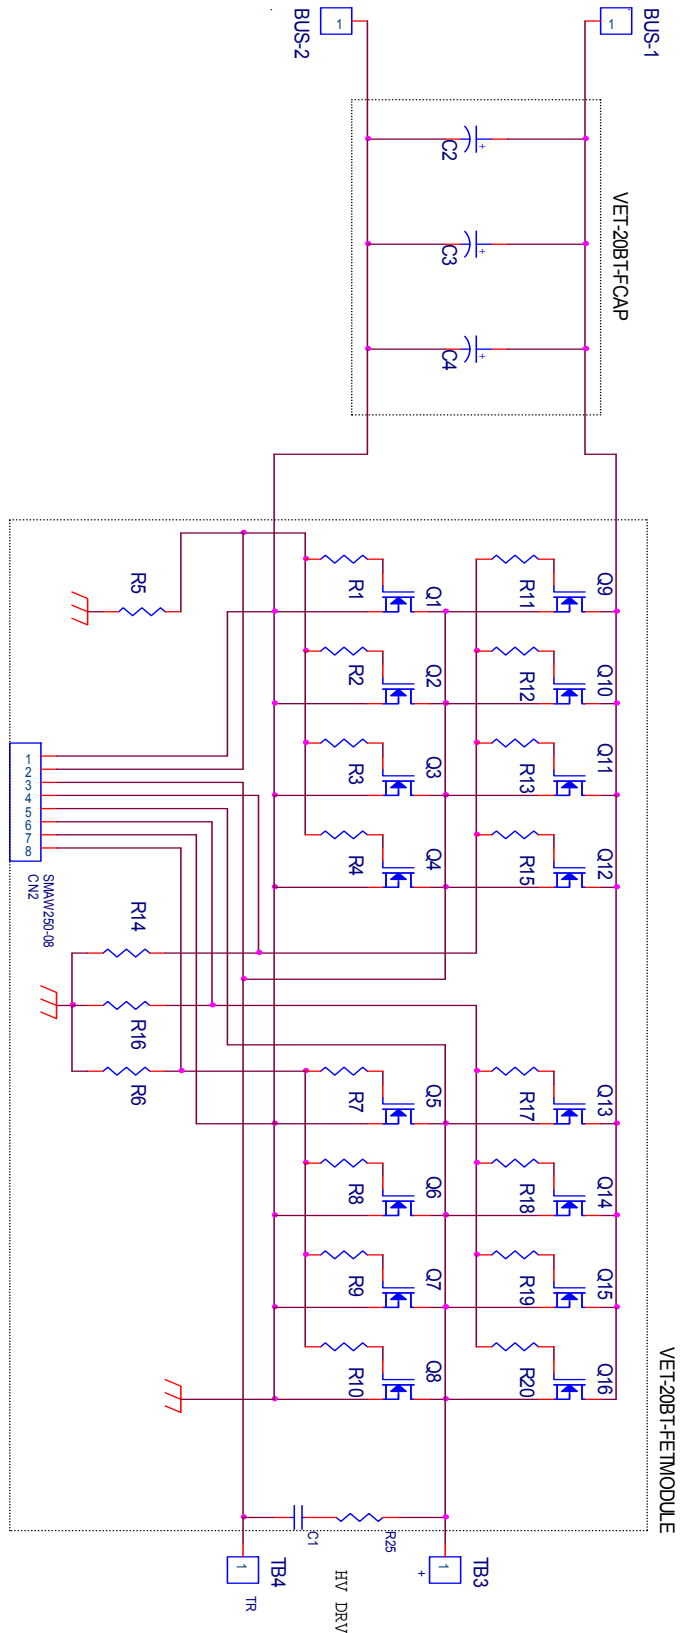 BUS-2
1
1
BUS-1
C2
+
C3
+
C4
+
VET-20BT-FCAP
R5
R1
Q1
R11
Q9
R2
Q2
R12
Q10
R3
Q3
R13
Q11
R4
Q4
R15
Q12
1
2
3
4
5
6
7
8
SMAW250-08
CN2
R14
R16
R6
R7
Q5
R17
Q13
R8
Q6
R18
Q14
R9
Q7
R19
Q15
R10
Q8
R20
Q16
VET-20BT-FETMODULE
C1
R25
1
TB4
TR
HV DRV
1
TB3
+